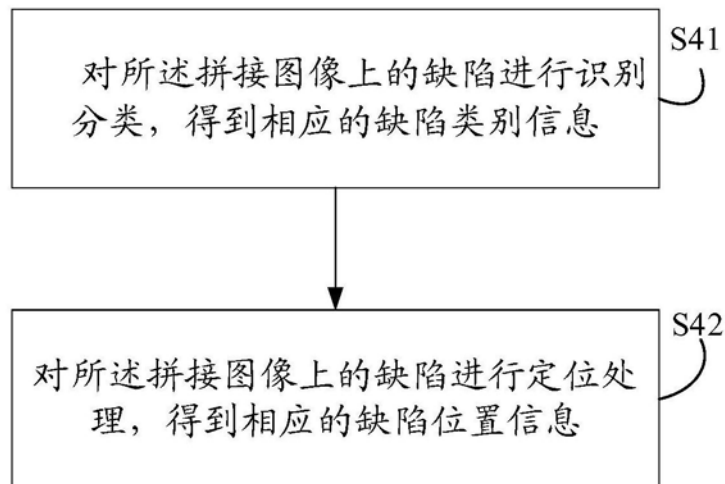 S41
对所述拼接图像上的缺陷进行识别
分类，得到相应的缺陷类别信息
S42
对所述拼接图像上的缺陷进行定位处
理，得到相应的缺陷位置信息